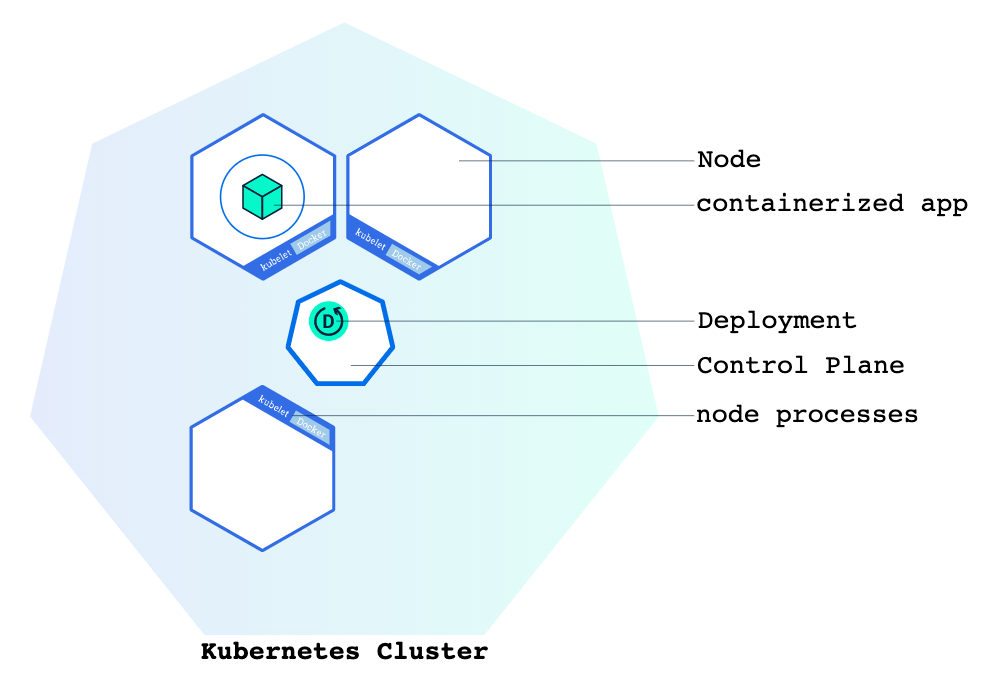 Node
containerized app
kubelet Docker
kubelet Docker
D
Deployment
Control Plane
kubelet Docker
node processes
Kubernetes Cluster